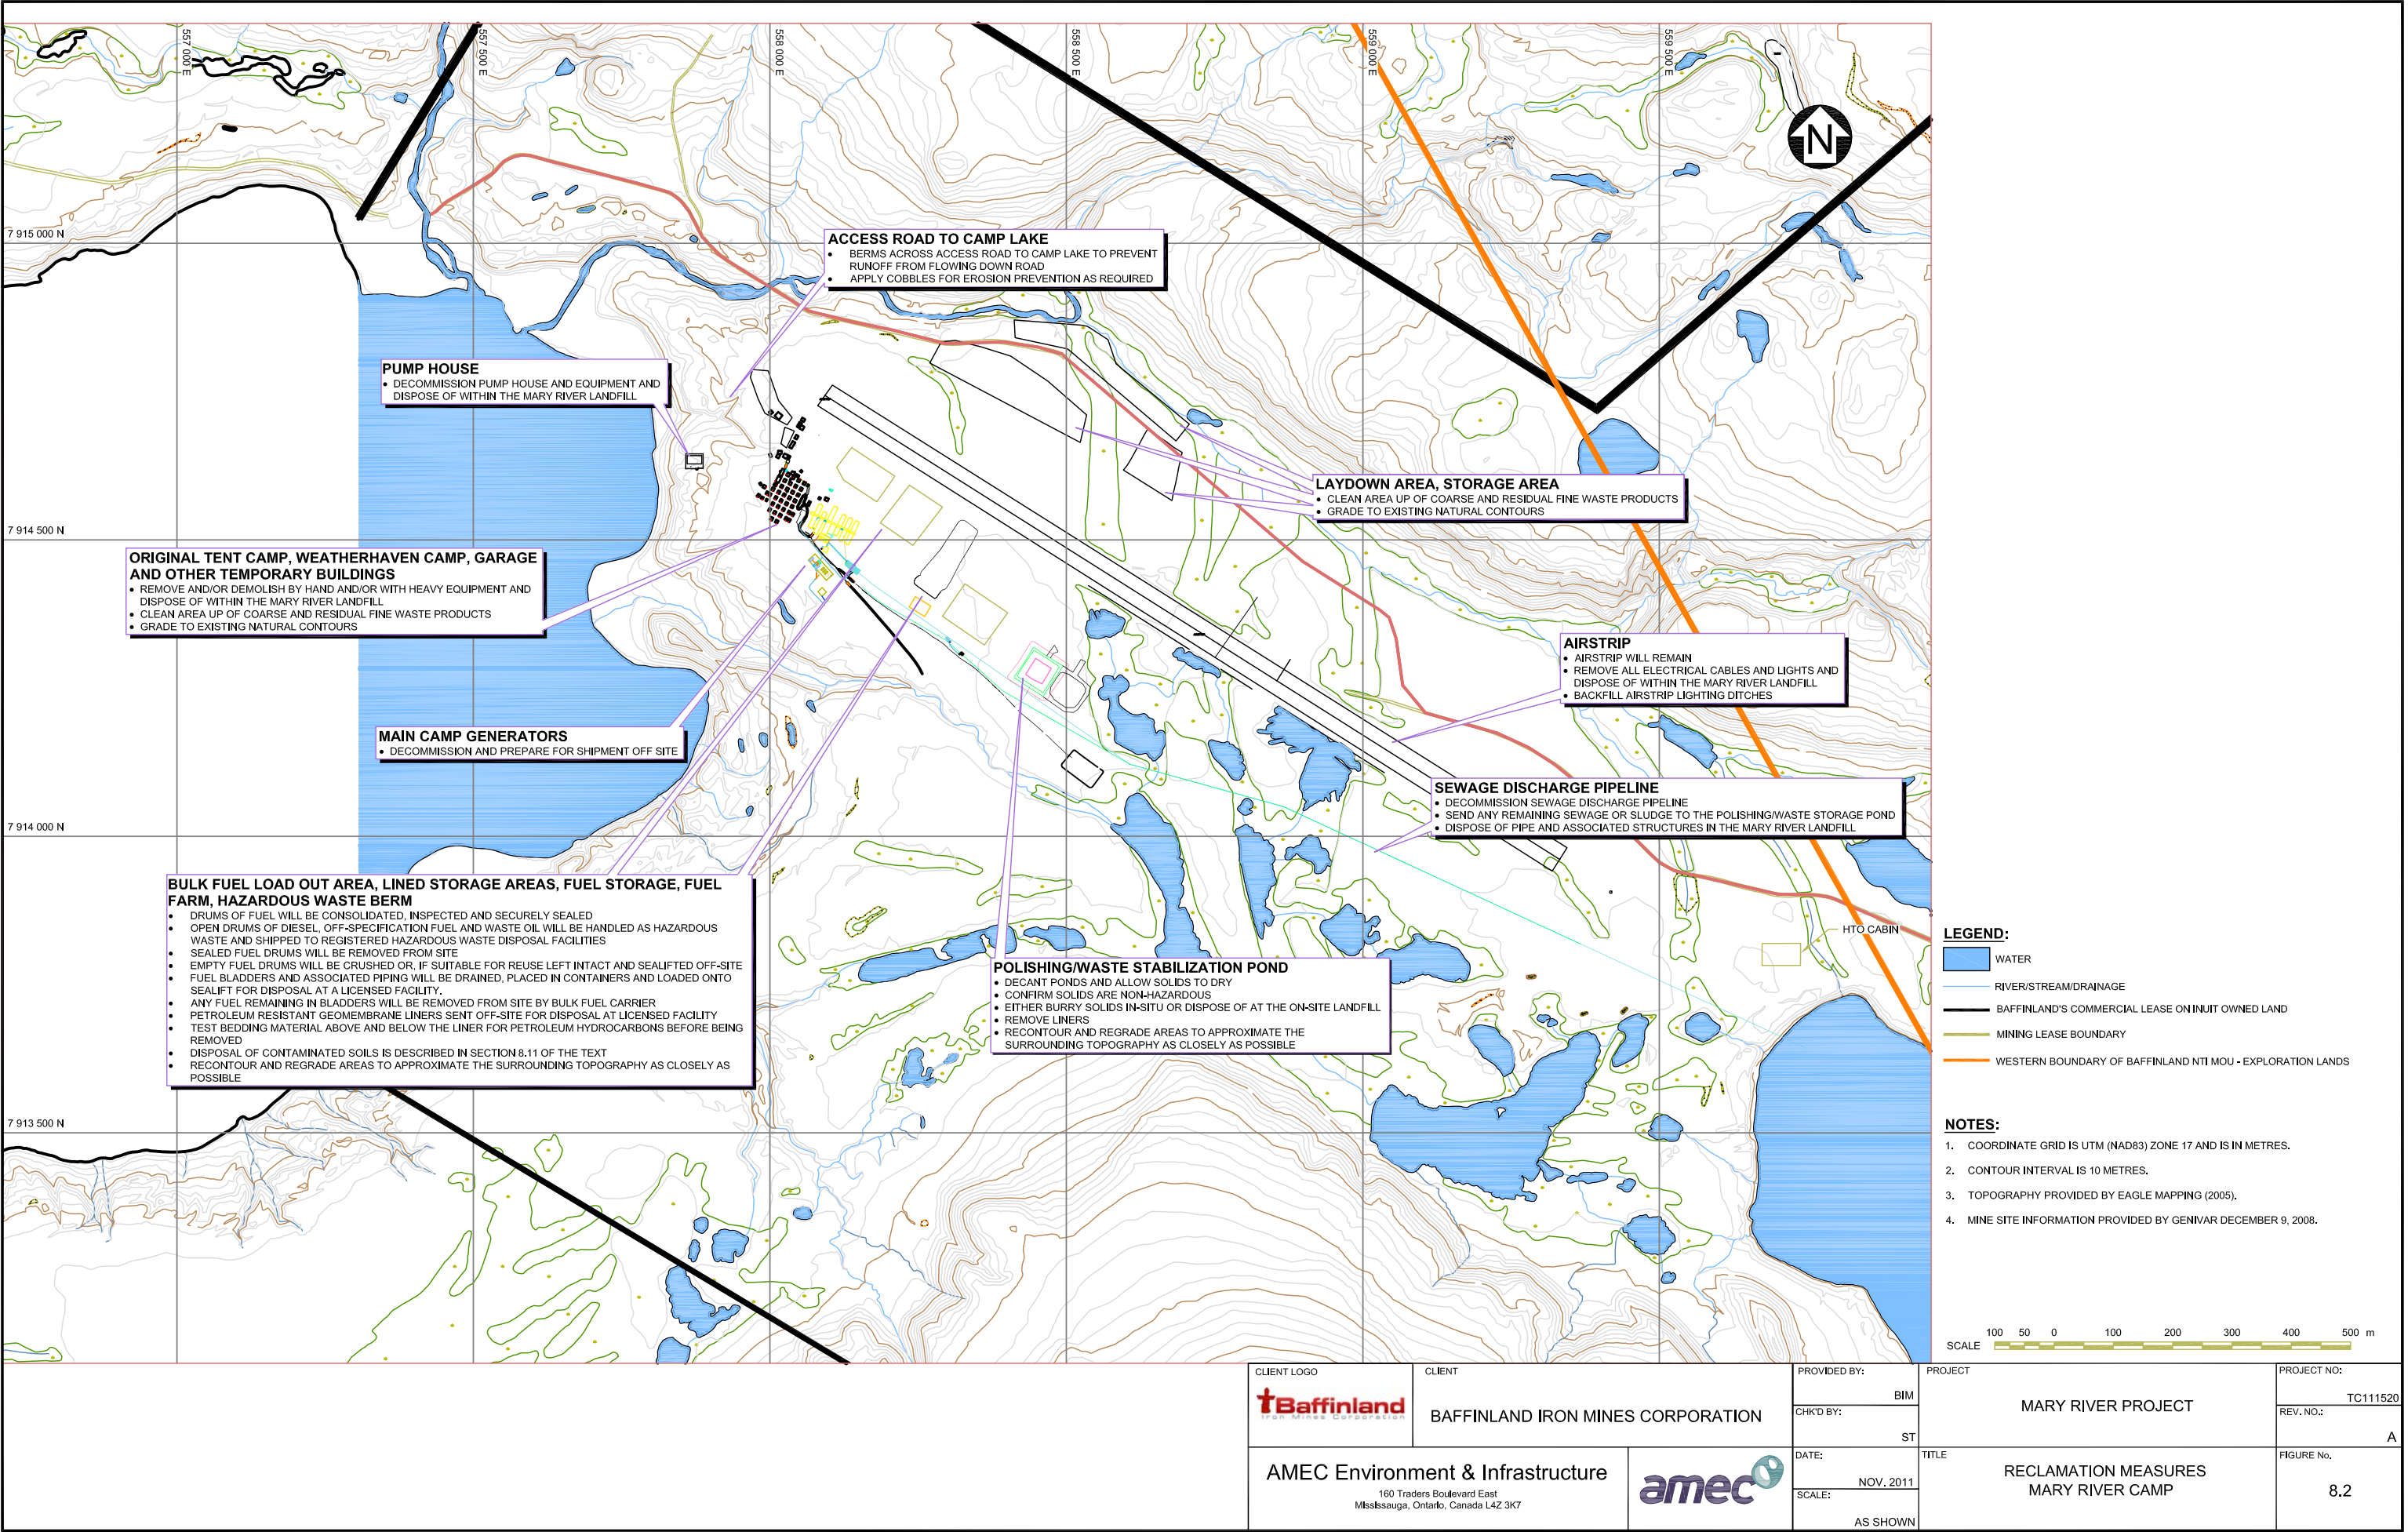 557 000 E
557 500 E
558 000 E
558 500 E
559 000 E
559 500 E
N
7 915 000 N
7 914 500 N
7 914 000 N
7 913 500 N
ACCESS ROAD TO CAMP LAKE
• BERMS ACROSS ACCESS ROAD TO CAMP LAKE TO PREVENT
RUNOFF FROM FLOWING DOWN ROAD
• APPLY COBBLES FOR EROSION PREVENTION AS REQUIRED
PUMP HOUSE
• DECOMMISSION PUMP HOUSE AND EQUIPMENT AND
DISPOSE OF WITHIN THE MARY RIVER LANDFILL
LAYDOWN AREA, STORAGE AREA
• CLEAN AREA UP OF COARSE AND RESIDUAL FINE WASTE PRODUCTS
• GRADE TO EXISTING NATURAL CONTOURS
ORIGINAL TENT CAMP, WEATHERHAVEN CAMP, GARAGE
AND OTHER TEMPORARY BUILDINGS
• REMOVE AND/OR DEMOLISH BY HAND AND/OR WITH HEAVY EQUIPMENT AND
DISPOSE OF WITHIN THE MARY RIVER LANDFILL
• CLEAN AREA UP OF COARSE AND RESIDUAL FINE WASTE PRODUCTS
• GRADE TO EXISTING NATURAL CONTOURS
AIRSTRIP
• AIRSTRIP WILL REMAIN
• REMOVE ALL ELECTRICAL CABLES AND LIGHTS AND
DISPOSE OF WITHIN THE MARY RIVER LANDFILL
• BACKFILL AIRSTRIP LIGHTING DITCHES
MAIN CAMP GENERATORS
• DECOMMISSION AND PREPARE FOR SHIPMENT OFF SITE
SEWAGE DISCHARGE PIPELINE
• DECOMMISSION SEWAGE DISCHARGE PIPELINE
• SEND ANY REMAINING SEWAGE OR SLUDGE TO THE POLISHING/WASTE STORAGE POND
• DISPOSE OF PIPE AND ASSOCIATED STRUCTURES IN THE MARY RIVER LANDFILL
BULK FUEL LOAD OUT AREA, LINED STORAGE AREAS, FUEL STORAGE, FUEL
FARM, HAZARDOUS WASTE BERM
• DRUMS OF FUEL WILL BE CONSOLIDATED, INSPECTED AND SECURELY SEALED
• OPEN DRUMS OF DIESEL, OFF-SPECIFICATION FUEL AND WASTE OIL WILL BE HANDLED AS HAZARDOUS
WASTE AND SHIPPED TO REGISTERED HAZARDOUS WASTE DISPOSAL FACILITIES
• SEALED FUEL DRUMS WILL BE REMOVED FROM SITE
• EMPTY FUEL DRUMS WILL BE CRUSHED OR, IF SUITABLE FOR REUSE LEFT INTACT AND SEALIFTED OFF-SITE
• FUEL BLADDERS AND ASSOCIATED PIPING WILL BE DRAINED, PLACED IN CONTAINERS AND LOADED ONTO
SEALIFT FOR DISPOSAL AT A LICENSED FACILITY.
• ANY FUEL REMAINING IN BLADDERS WILL BE REMOVED FROM SITE BY BULK FUEL CARRIER
• PETROLEUM RESISTANT GEOMEMBRANE LINERS SENT OFF-SITE FOR DISPOSAL AT LICENSED FACILITY
• TEST BEDDING MATERIAL ABOVE AND BELOW THE LINER FOR PETROLEUM HYDROCARBONS BEFORE BEING
REMOVED
• DISPOSAL OF CONTAMINATED SOILS IS DESCRIBED IN SECTION 8.11 OF THE TEXT
• RECONTOUR AND REGRADE AREAS TO APPROXIMATE THE SURROUNDING TOPOGRAPHY AS CLOSELY AS
POSSIBLE
POLISHING/WASTE STABILIZATION POND
• DECANT PONDS AND ALLOW SOLIDS TO DRY
• CONFIRM SOLIDS ARE NON-HAZARDOUS
• EITHER BURRY SOLIDS IN-SITU OR DISPOSE OF AT THE ON-SITE LANDFILL
• REMOVE LINERS
• RECONTOUR AND REGRADE AREAS TO APPROXIMATE THE
SURROUNDING TOPOGRAPHY AS CLOSELY AS POSSIBLE
HTO CABIN
LEGEND:
WATER
RIVER/STREAM/DRAINAGE
BAFFINLAND'S COMMERCIAL LEASE ON INUIT OWNED LAND
MINING LEASE BOUNDARY
WESTERN BOUNDARY OF BAFFINLAND NTI MOU - EXPLORATION LANDS
NOTES:
1. COORDINATE GRID IS UTM (NAD83) ZONE 17 AND IS IN METRES.
2. CONTOUR INTERVAL IS 10 METRES.
3. TOPOGRAPHY PROVIDED BY EAGLE MAPPING (2005).
4. MINE SITE INFORMATION PROVIDED BY GENIVAR DECEMBER 9, 2008.
100 50 0 100 200 300 400 500 m
SCALE
CLIENT LOGO
Baffinland
Iron Mines Corporation
CLIENT
BAFFINLAND IRON MINES CORPORATION
PROVIDED BY:
BIM
CHK'D BY:
ST
PROJECT
MARY RIVER PROJECT
PROJECT NO:
TC111520
REV. NO.:
A
AMEC Environment & Infrastructure
160 Traders Boulevard East
Mississauga, Ontario, Canada L4Z 3K7
amec
DATE:
NOV. 2011
SCALE:
AS SHOWN
TITLE
RECLAMATION MEASURES
MARY RIVER CAMP
FIGURE No.
8.2